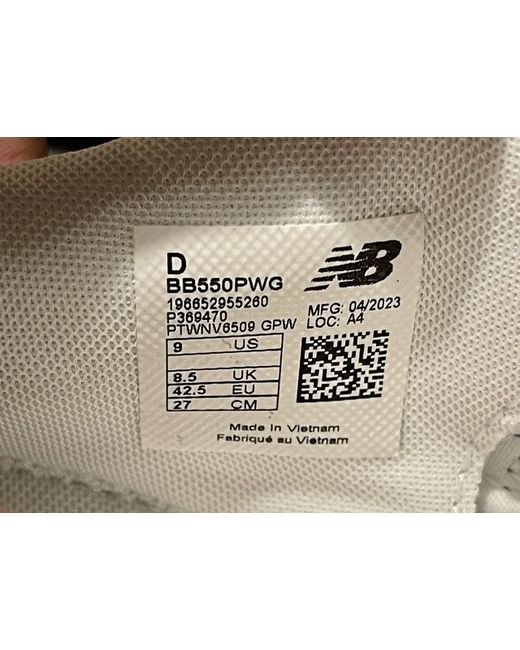 D
BB550PWG
NB
196652955260
P369470
PTWNV6509 GPW
MFG: 04/2023
LOC: A4
9 US
8.5 UK
42.5 EU
27 CM
Made In Vietnam
Fabriqué au Vietnam